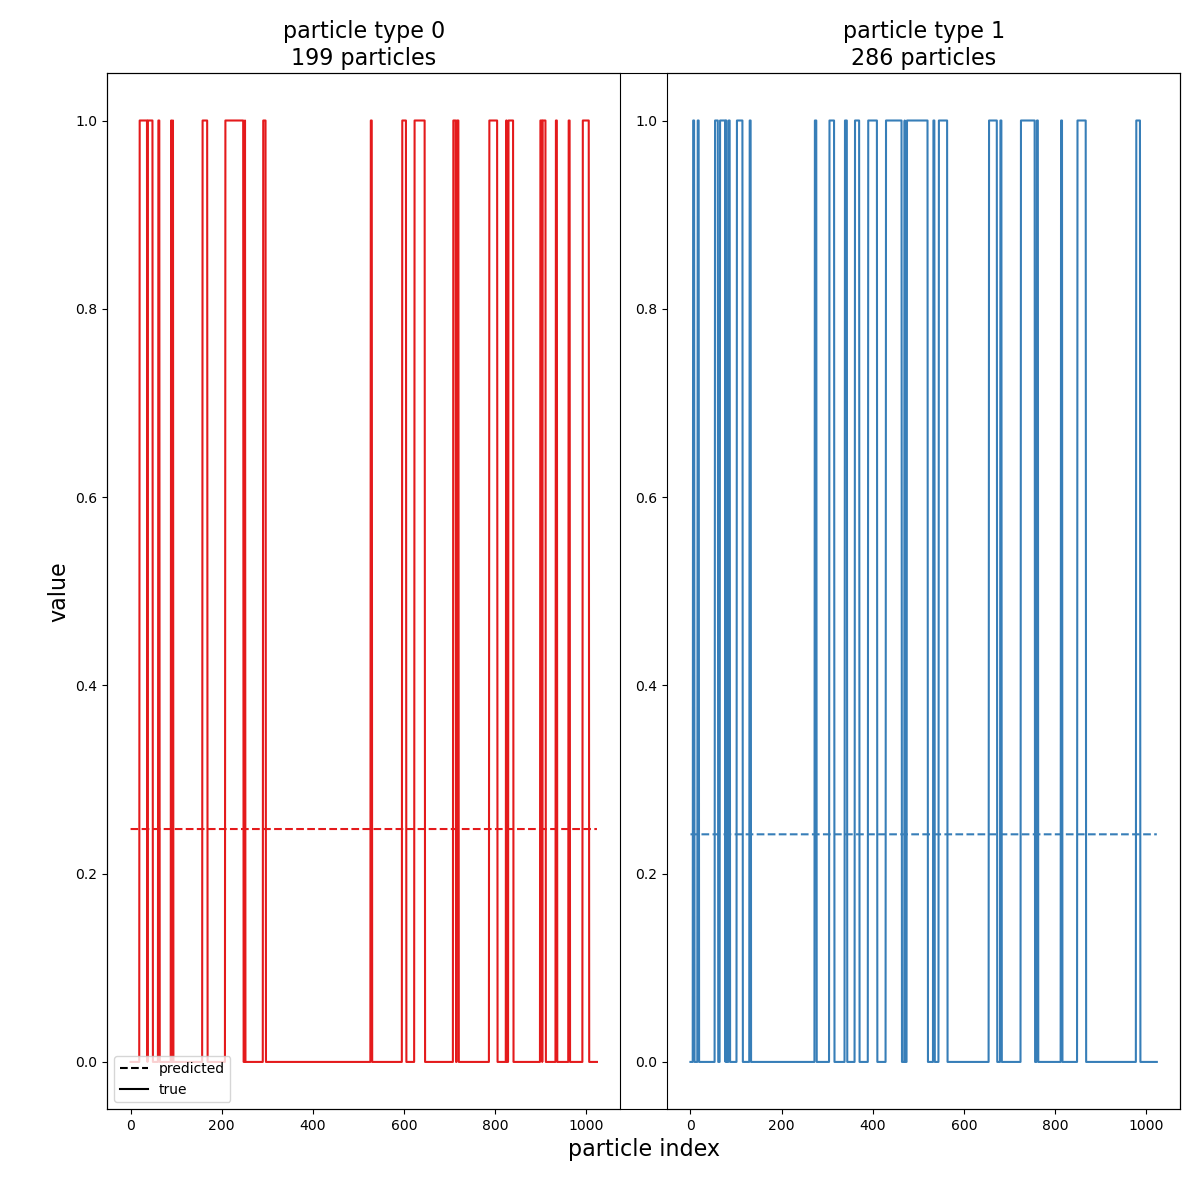 particle type 0
199 particles
particle type 1
286 particles
1.0
0.8
0.6
0.4
0.2
0.0
value
1.0
0.8
0.6
0.4
0.2
0.0
predicted
true
0 200 400 600 800 1000
0 200 400 600 800 1000
particle index